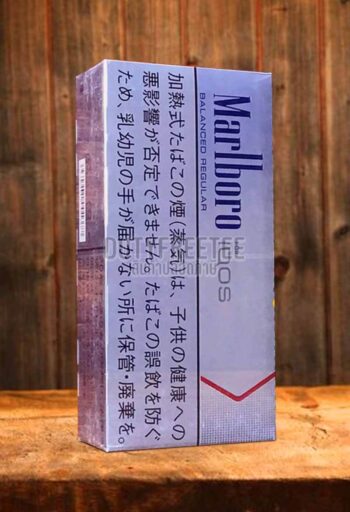 Marlboro
BALANCED REGULAR
IQOS
加熱式たばこの煙(蒸気)は、子供の健康への
悪影響が否定できません。たばこの誤飲を防ぐ
ため、乳幼児の手が届かない所に保管・廃棄を。